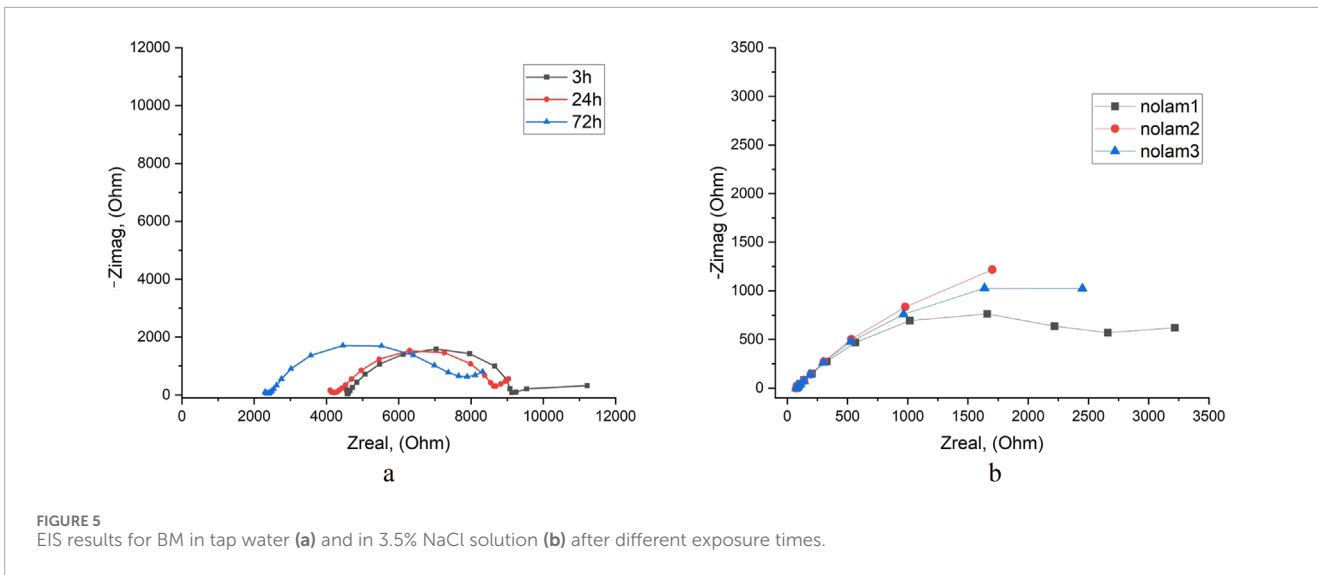 12000
10000
8000
6000
4000
2000
0
-Zimag, (Ohm)
3h
24h
72h
0 2000 4000 6000 8000 10000 12000
Zreal, (Ohm)
a
3500
3000
2500
2000
1500
1000
500
0
-Zimag (Ohm)
nolam1
nolam2
nolam3
0 500 1000 1500 2000 2500 3000 3500
Zreal, (Ohm)
b
FIGURE 5
EIS results for BM in tap water (a) and in 3.5% NaCl solution (b) after different exposure times.